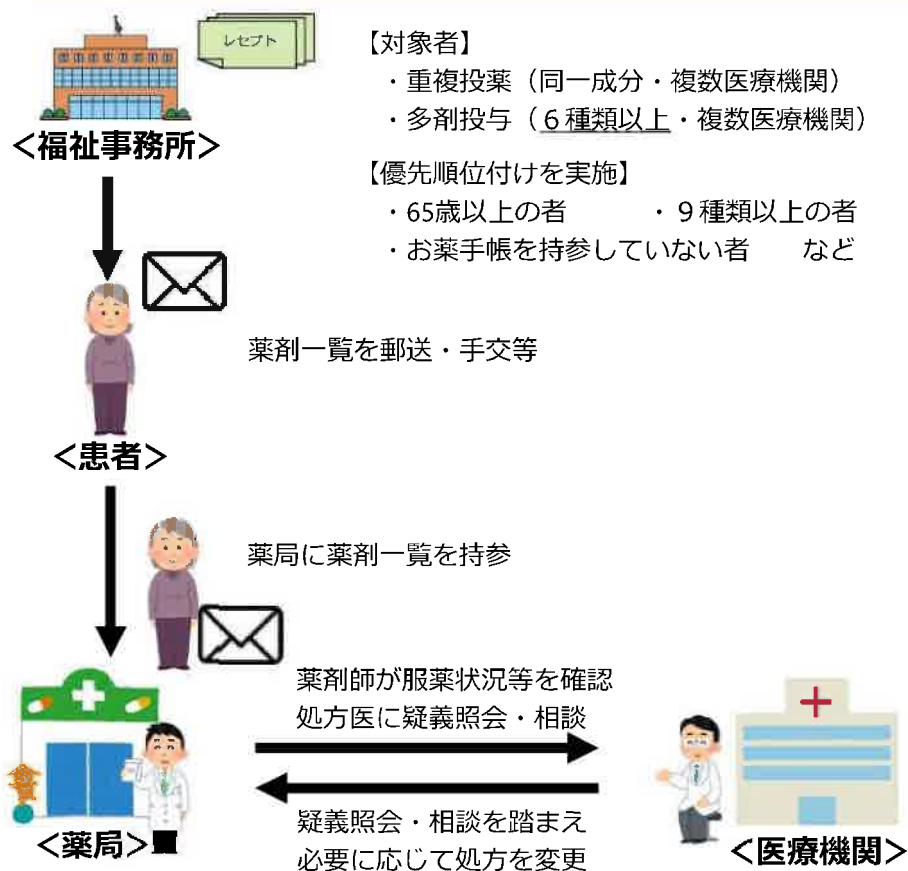 レセプト
<福祉事務所>
【対象者】
・重複投薬（同一成分・複数医療機関）
・多剤投与（６種類以上・複数医療機関）
【優先順位付けを実施】
・65歳以上の者　　　・９種類以上の者
・お薬手帳を持参していない者　　など
薬剤一覧を郵送・手交等
<患者>
薬局に薬剤一覧を持参
薬剤師が服薬状況等を確認
処方医に疑義照会・相談
疑義照会・相談を踏まえ
必要に応じて処方を変更
<薬局>
<医療機関>